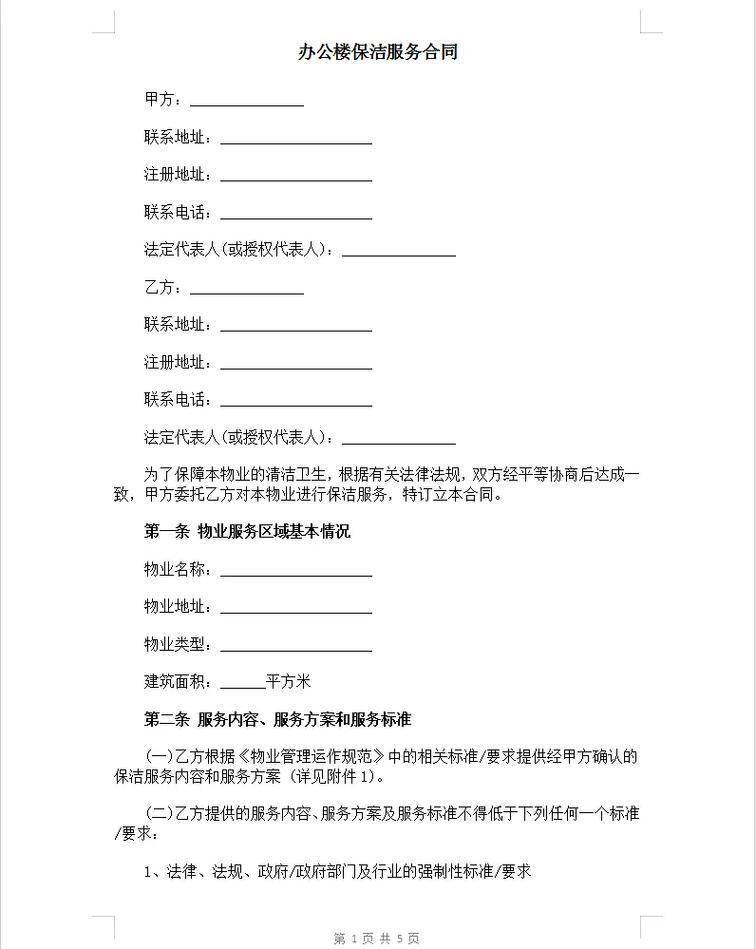 办公楼保洁服务合同
甲方：_______________
联系地址：____________________
注册地址：____________________
联系电话：____________________
法定代表人(或授权代表人)：_______________
乙方：_______________
联系地址：____________________
注册地址：____________________
联系电话：____________________
法定代表人(或授权代表人)：_______________
为了保障本物业的清洁卫生，根据有关法律法规，双方经平等协商后达成一
致，甲方委托乙方对本物业进行保洁服务，特订立本合同。
第一条 物业服务区域基本情况
物业名称：____________________
物业地址：____________________
物业类型：____________________
建筑面积：______平方米
第二条 服务内容、服务方案和服务标准
(一)乙方根据《物业管理运作规范》中的相关标准/要求提供经甲方确认的
保洁服务内容和服务方案（详见附件1）。
(二)乙方提供的服务内容、服务方案及服务标准不得低于下列任何一个标准
/要求：
1、法律、法规、政府/政府部门及行业的强制性标准/要求
第 1 页 共 5 页